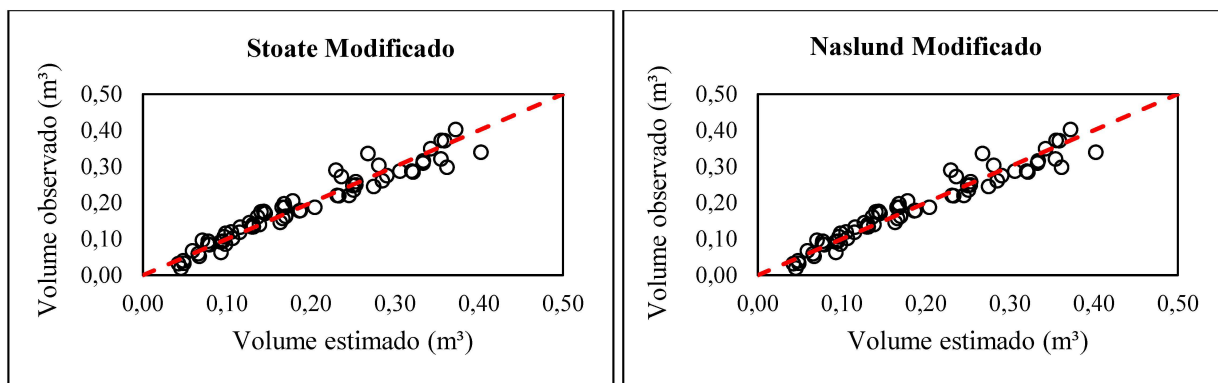 Stoate Modificado
Volume observado (m³)
0,50
0,40
0,30
0,20
0,10
0,00
0,00 0,10 0,20 0,30 0,40 0,50
Volume estimado (m³)
Naslund Modificado
Volume observado (m³)
0,50
0,40
0,30
0,20
0,10
0,00
0,00 0,10 0,20 0,30 0,40 0,50
Volume estimado (m³)